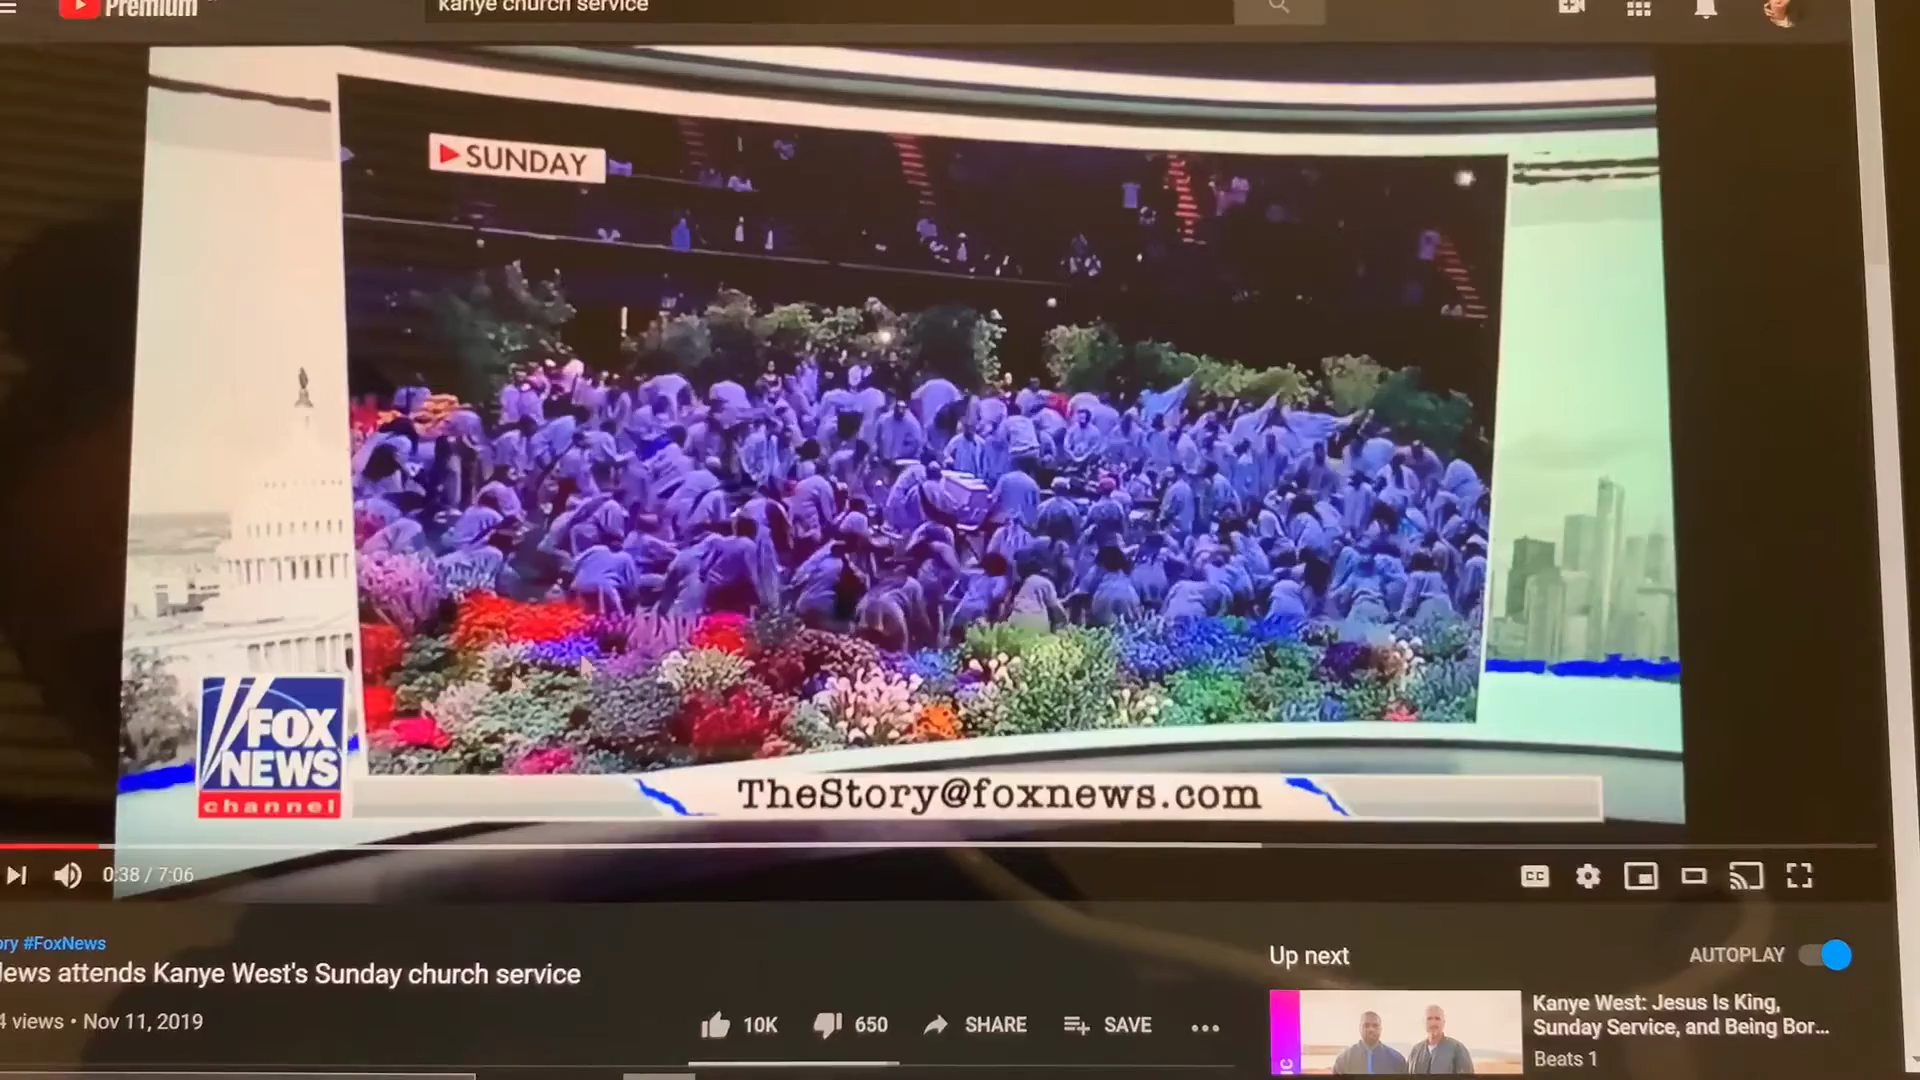 Premium
kanye church service
SUNDAY
FOX
NEWS
channel
TheStory@foxnews.com
0:38 / 7:06
CC
#FoxNews
attends Kanye West's Sunday church service
views • Nov 11, 2019
10K
650
SHARE
SAVE
Up next
AUTOPLAY
Kanye West: Jesus Is King,
Sunday Service, and Being Bor...
Beats 1